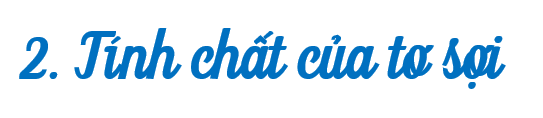 2. Tính chất của tơ sợi